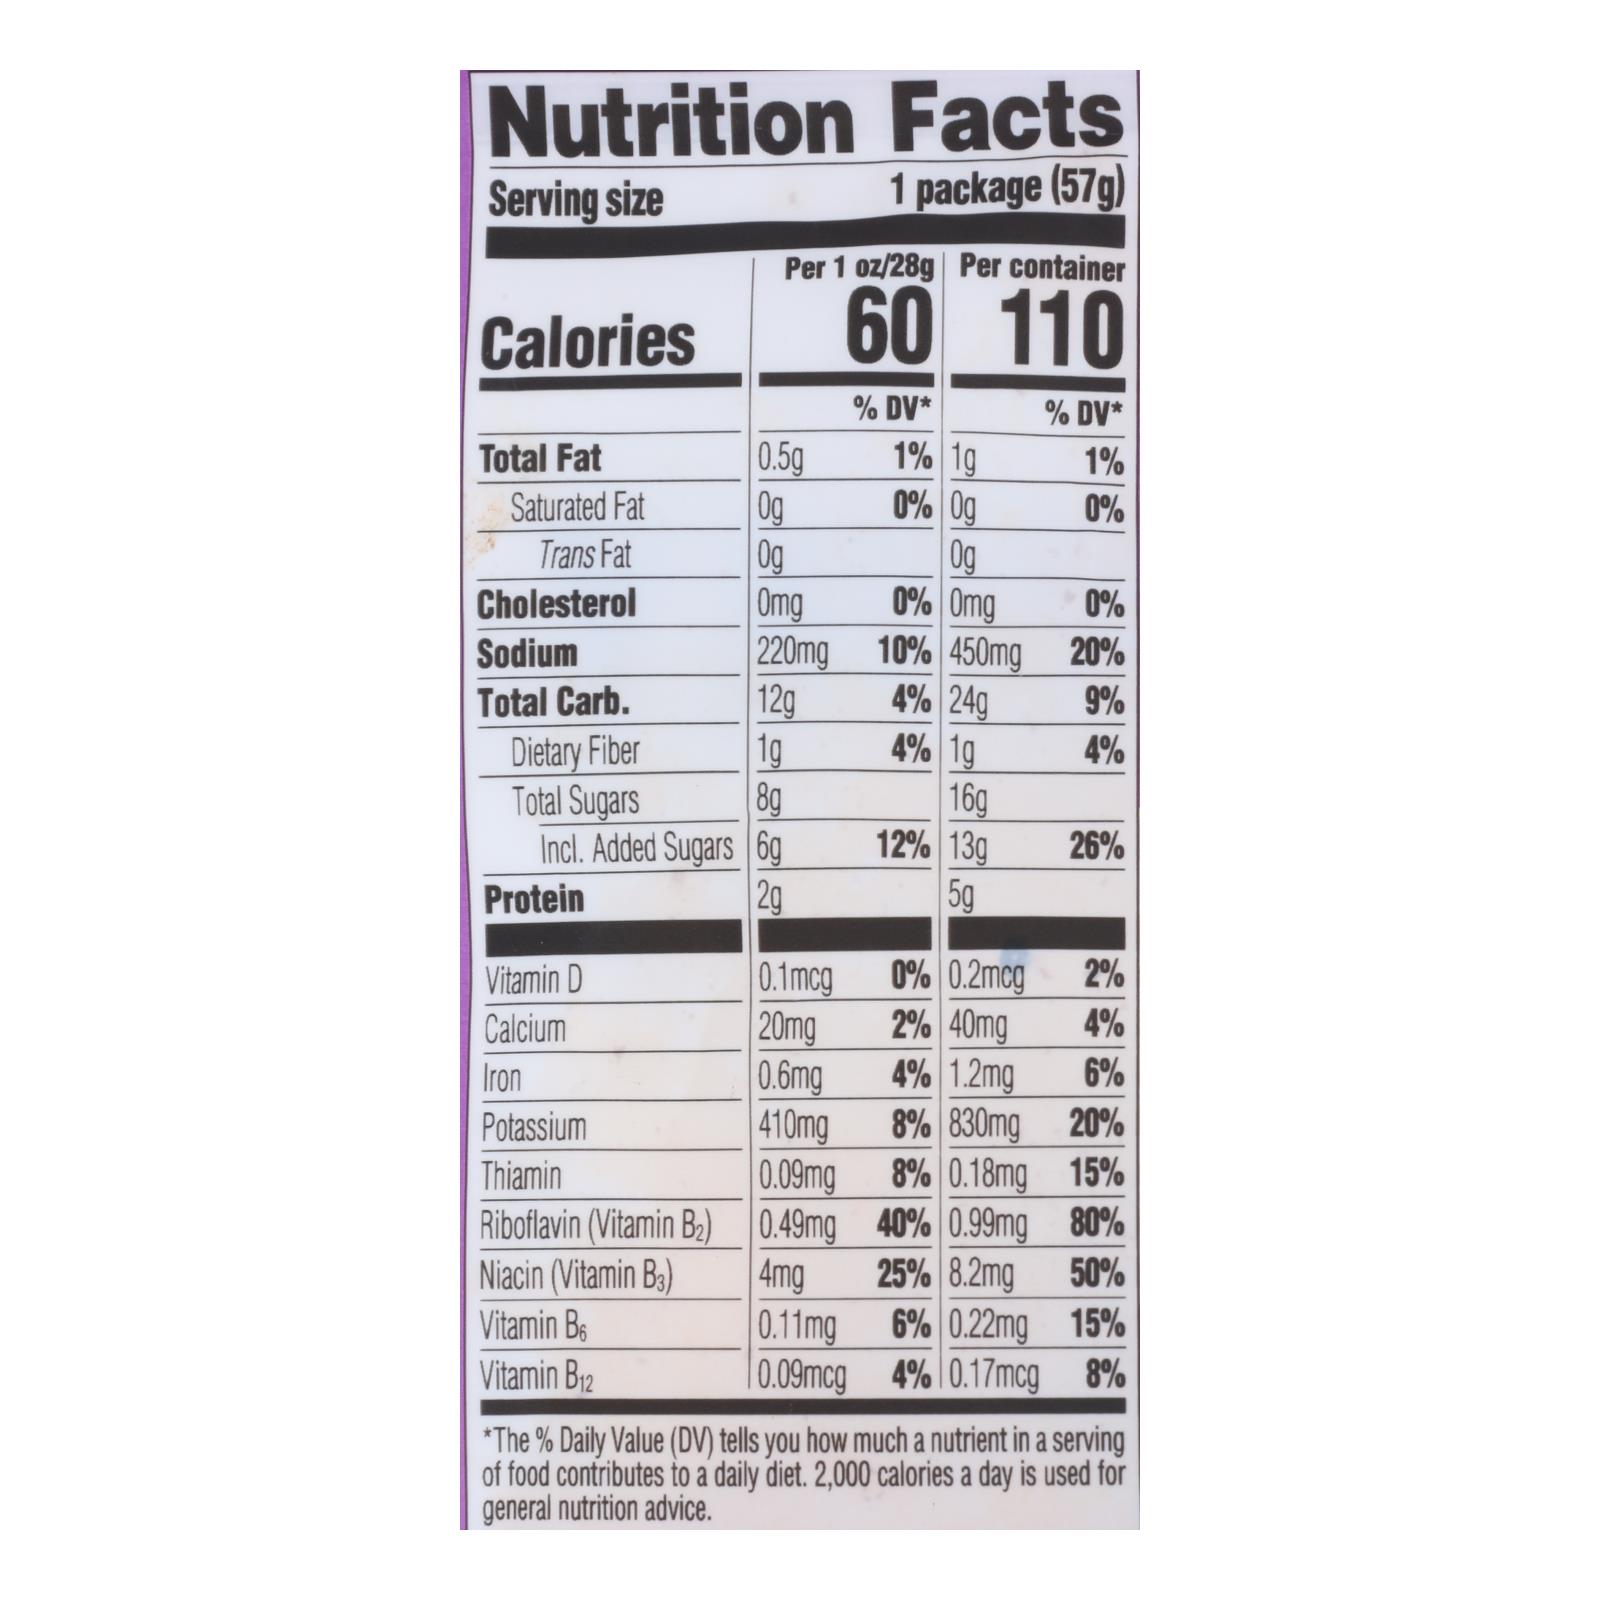 Nutrition Facts
Serving size 1 package (57g)
Per 1 oz/28g Per container
Calories 60 110
% DV* % DV*
Total Fat 0.5g 1% 1g 1%
Saturated Fat 0g 0% 0g 0%
Trans Fat 0g 0g
Cholesterol 0mg 0% 0mg 0%
Sodium 220mg 10% 450mg 20%
Total Carb. 12g 4% 24g 9%
Dietary Fiber 1g 4% 1g 4%
Total Sugars 8g 16g
Incl. Added Sugars 6g 12% 13g 26%
Protein 2g 5g
Vitamin D 0.1mcg 0% 0.2mcg 2%
Calcium 20mg 2% 40mg 4%
Iron 0.6mg 4% 1.2mg 6%
Potassium 410mg 8% 830mg 20%
Thiamin 0.09mg 8% 0.18mg 15%
Riboflavin (Vitamin B₂) 0.49mg 40% 0.99mg 80%
Niacin (Vitamin B₃) 4mg 25% 8.2mg 50%
Vitamin B₆ 0.11mg 6% 0.22mg 15%
Vitamin B₁₂ 0.09mcg 4% 0.17mcg 8%
*The % Daily Value (DV) tells you how much a nutrient in a serving
of food contributes to a daily diet. 2,000 calories a day is used for
general nutrition advice.